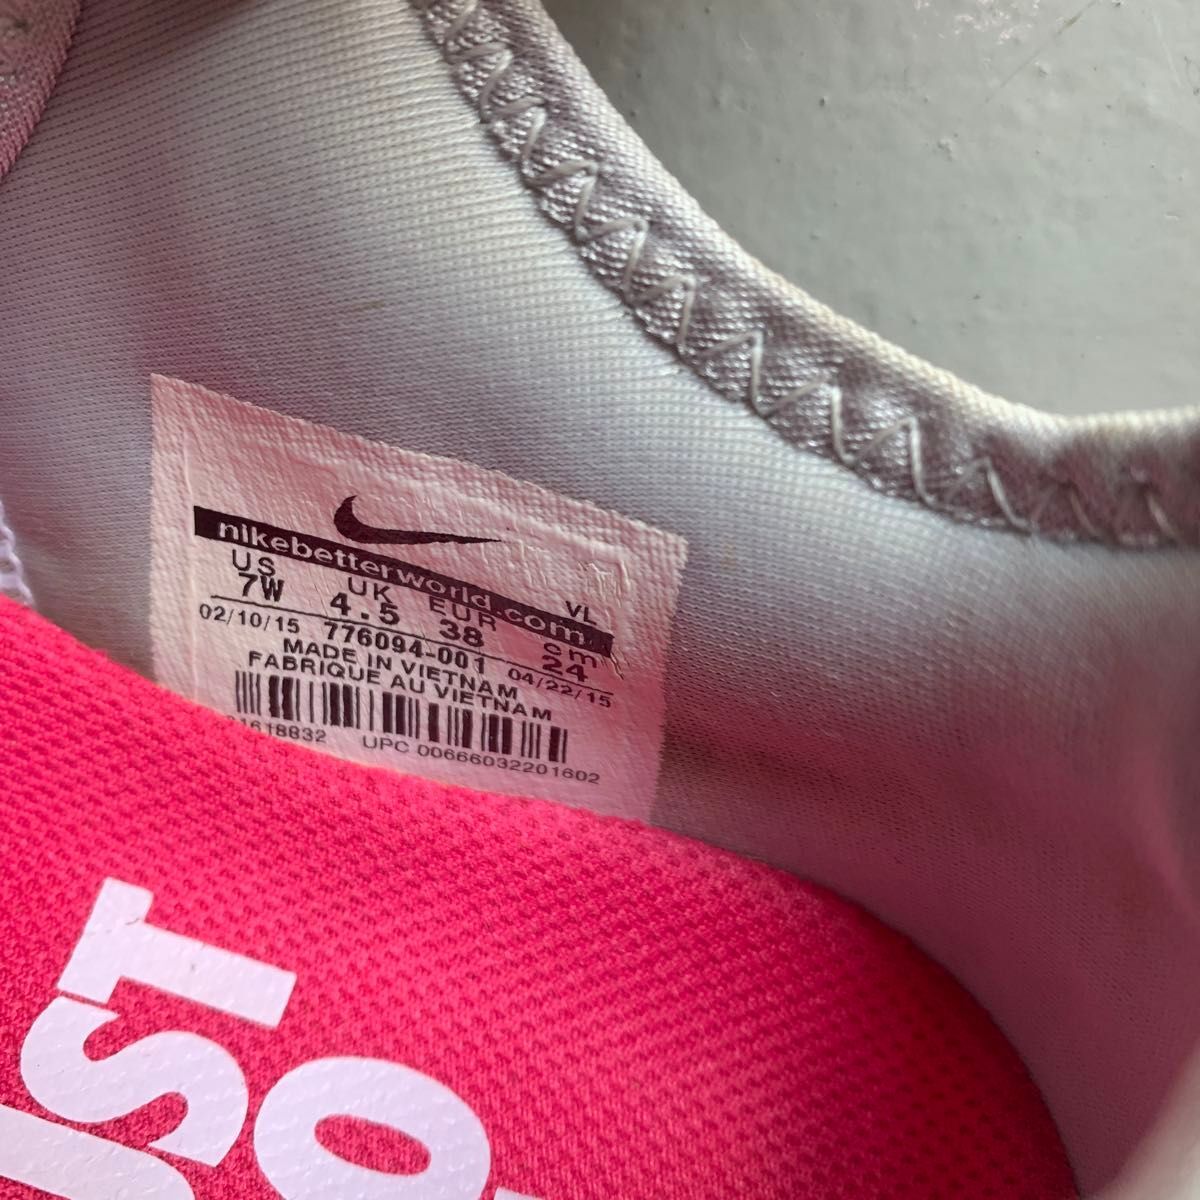 nikebetterworld.com
US UK EUR cm VL
7W 4.5 38 24
02/10/15 776094-001 04/22/15
MADE IN VIETNAM
FABRIQUE AU VIETNAM
UPC 00666032201602
JUST